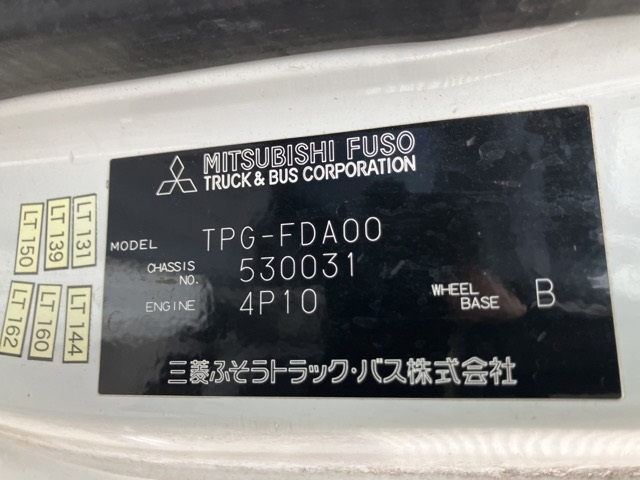 MITSUBISHI FUSO
TRUCK & BUS CORPORATION
MODEL TPG-FDA00
CHASSIS NO. 530031
ENGINE 4P10 WHEEL BASE B
三菱ふそうトラック・バス株式会社
LT 131
LT 139
LT 150
LT 144
LT 160
LT 162